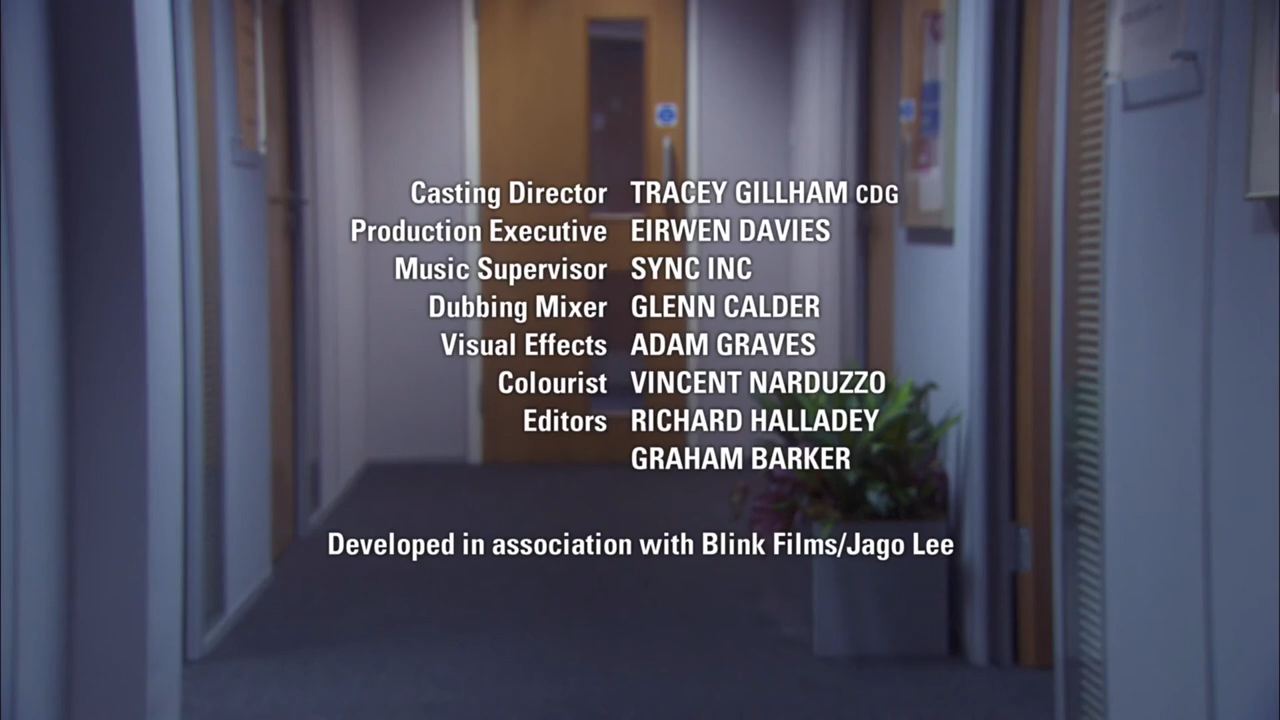 Casting Director TRACEY GILLHAM CDG
Production Executive EIRWEN DAVIES
Music Supervisor SYNC INC
Dubbing Mixer GLENN CALDER
Visual Effects ADAM GRAVES
Colourist VINCENT NARDUZZO
Editors RICHARD HALLADEY
GRAHAM BARKER
Developed in association with Blink Films/Jago Lee